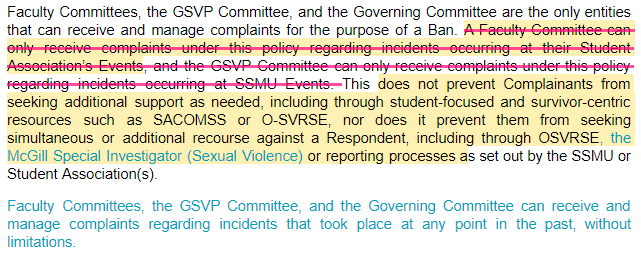 Faculty Committees, the GSVP Committee, and the Governing Committee are the only entities
that can receive and manage complaints for the purpose of a Ban. A Faculty Committee can
only receive complaints under this policy regarding incidents occurring at their Student
Association's Events, and the GSVP Committee can only receive complaints under this policy
regarding incidents occurring at SSMU Events. This does not prevent Complainants from
seeking additional support as needed, including through student-focused and survivor-centric
resources such as SACOMSS or O-SVRSE, nor does it prevent them from seeking
simultaneous or additional recourse against a Respondent, including through OSVRSE, the
McGill Special Investigator (Sexual Violence) or reporting processes as set out by the SSMU or
Student Association(s).
Faculty Committees, the GSVP Committee, and the Governing Committee can receive and
manage complaints regarding incidents that took place at any point in the past, without
limitations.